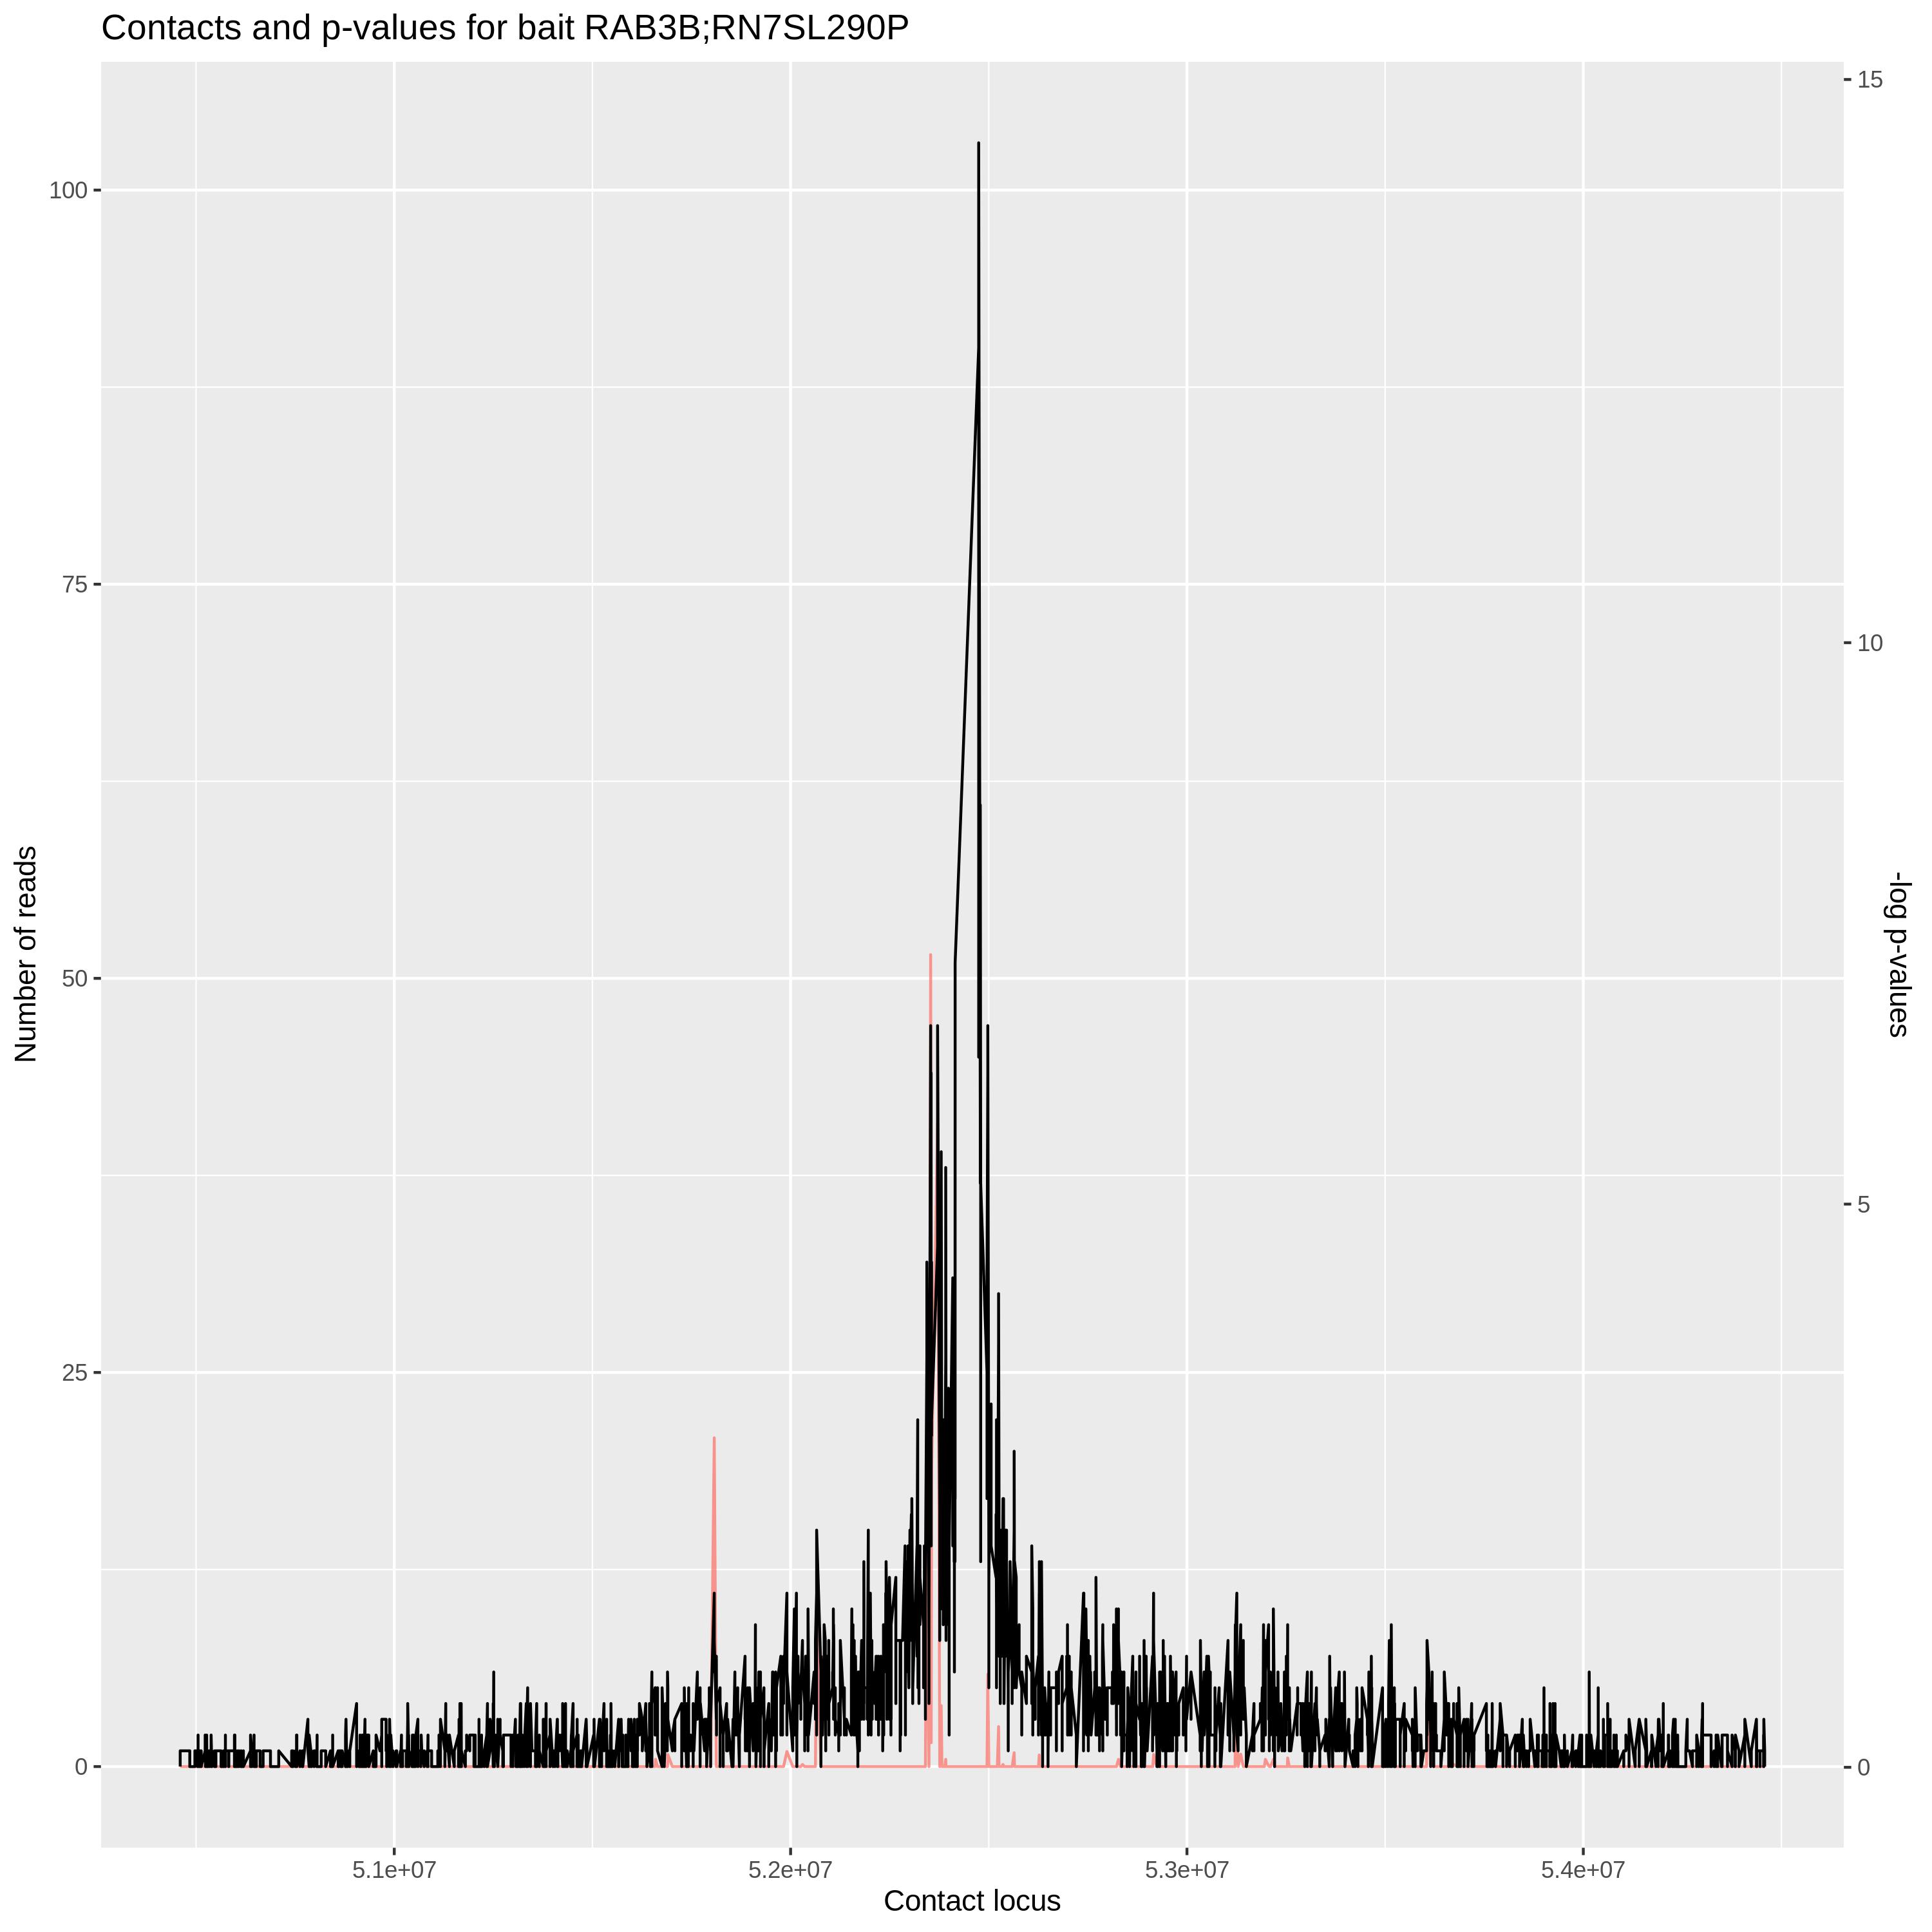 Contacts and p-values for bait RAB3B;RN7SL290P
15
100
75
10
Number of reads
-log p-values
50
5
25
0
0
5.1e+07
5.2e+07
5.3e+07
5.4e+07
Contact locus